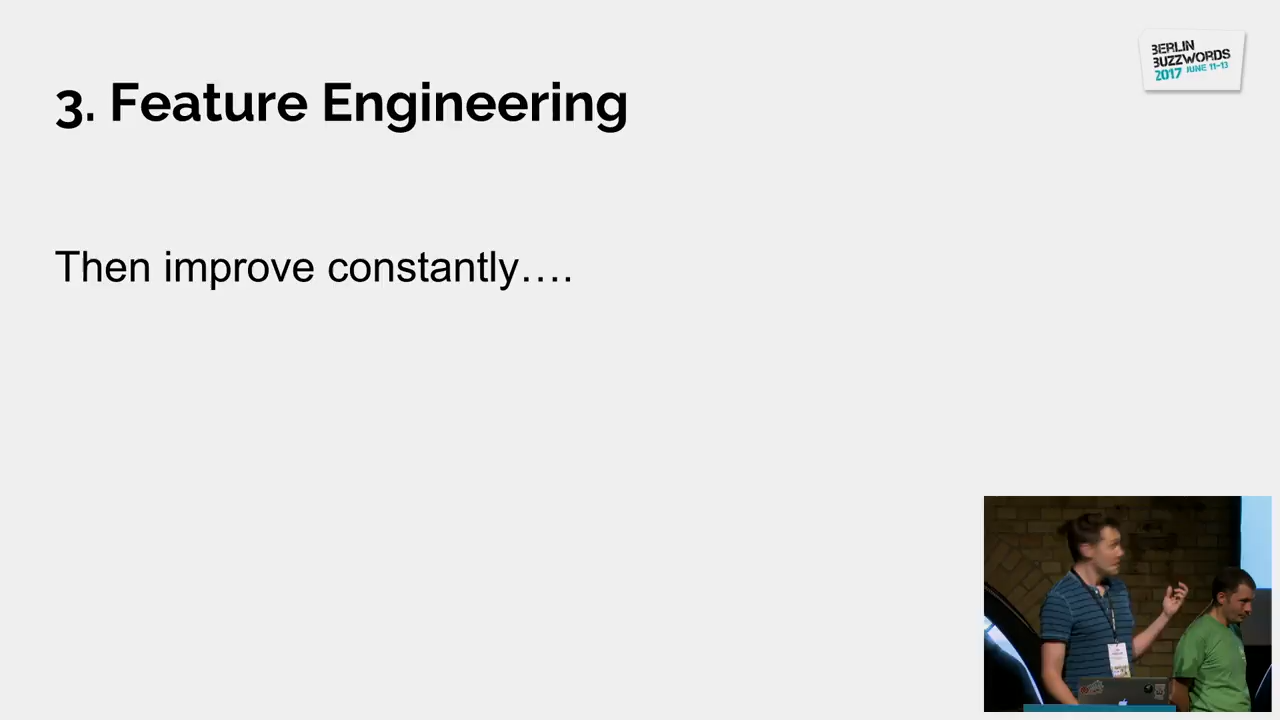 BERLIN
BUZZWORDS
2017 JUNE 11-13
3. Feature Engineering
Then improve constantly….